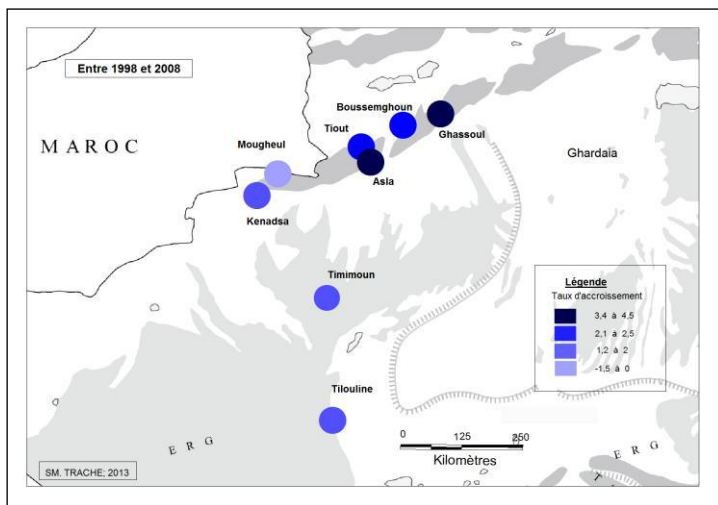 Entre 1998 et 2008
MAROC
Boussemghoun
Tiout
Ghassoul
Mougheul
Ghardaia
Asla
Kenadsa
Timimoun
Légende
Taux d'accroissement
3,4 à 4,5
2,1 à 2,5
1,2 à 2
-1,5 à 0
Tilouline
0 125 250
Kilomètres
ERG
ERG
SM. TRACHE; 2013